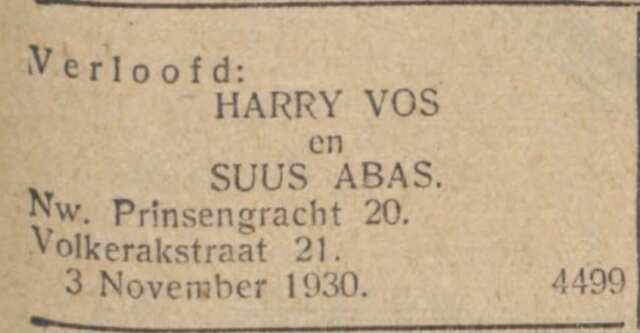 Verloofd:
HARRY VOS
en
SUUS ABAS.
Nw. Prinsengracht 20.
Volkerakstraat 21.
3 November 1930. 4499